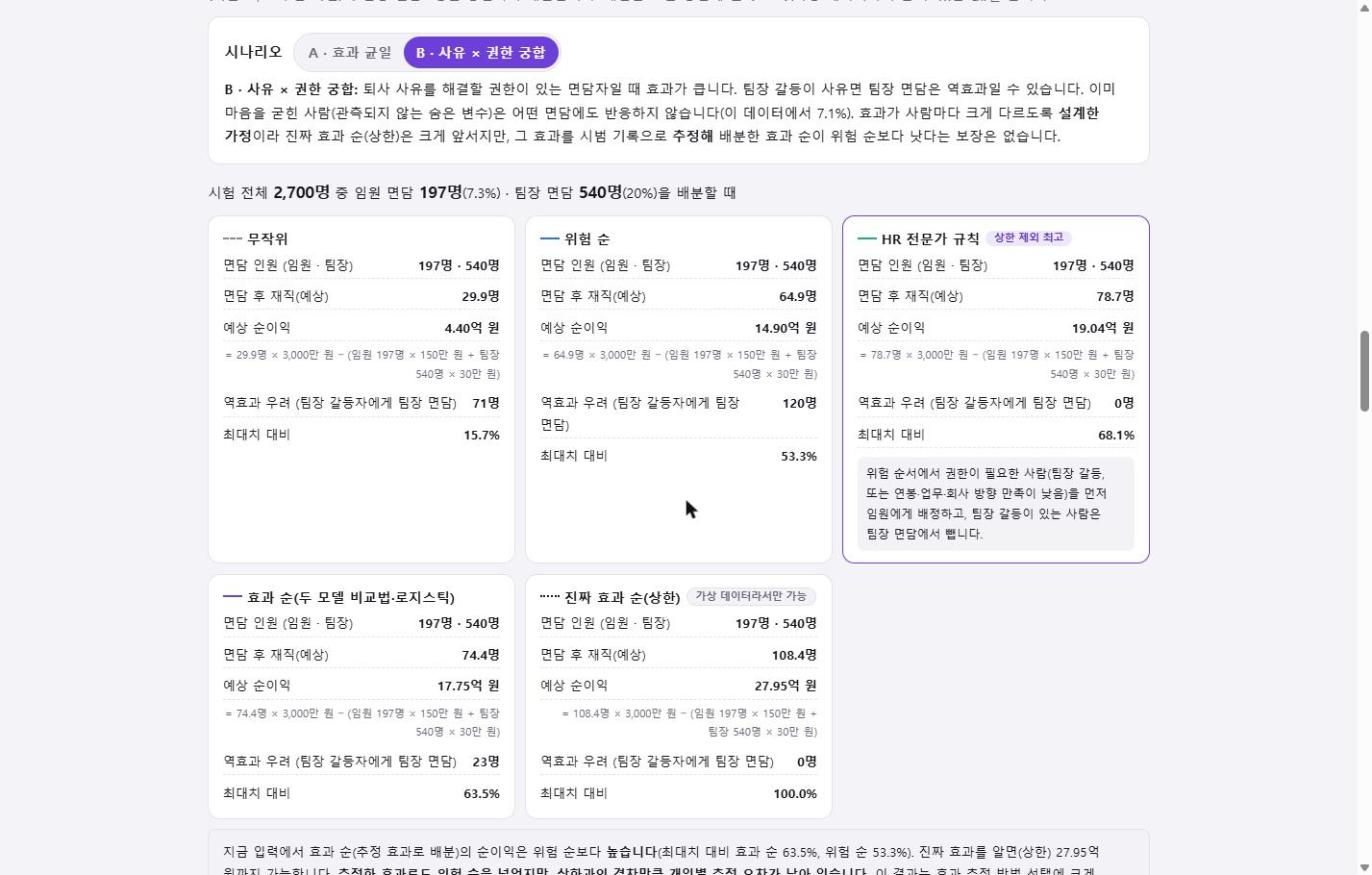 시나리오
A · 효과 균일
B · 사유 × 권한 궁합
B · 사유 × 권한 궁합: 퇴사 사유를 해결할 권한이 있는 면담자일 때 효과가 큽니다. 팀장 갈등이 사유면 팀장 면담은 역효과일 수 있습니다. 이미
마음을 굳힌 사람(관측되지 않는 숨은 변수)은 어떤 면담에도 반응하지 않습니다(이 데이터에서 7.1%). 효과가 사람마다 크게 다르도록 설계한
가정이라 진짜 효과 순(상한)은 크게 앞서지만, 그 효과를 시범 기록으로 추정해 배분한 효과 순이 위험 순보다 낫다는 보장은 없습니다.
시험 전체 2,700명 중 임원 면담 197명(7.3%) · 팀장 면담 540명(20%)을 배분할 때
무작위
면담 인원 (임원 · 팀장) 197명 · 540명
면담 후 재직(예상) 29.9명
예상 순이익 4.40억 원
= 29.9명 × 3,000만 원 − (임원 197명 × 150만 원 + 팀장
540명 × 30만 원)
역효과 우려 (팀장 갈등자에게 팀장 면담) 71명
최대치 대비 15.7%
위험 순
면담 인원 (임원 · 팀장) 197명 · 540명
면담 후 재직(예상) 64.9명
예상 순이익 14.90억 원
= 64.9명 × 3,000만 원 − (임원 197명 × 150만 원 + 팀장
540명 × 30만 원)
역효과 우려 (팀장 갈등자에게 팀장 120명
면담)
최대치 대비 53.3%
HR 전문가 규칙 상한 제외 최고
면담 인원 (임원 · 팀장) 197명 · 540명
면담 후 재직(예상) 78.7명
예상 순이익 19.04억 원
= 78.7명 × 3,000만 원 − (임원 197명 × 150만 원 + 팀장
540명 × 30만 원)
역효과 우려 (팀장 갈등자에게 팀장 면담) 0명
최대치 대비 68.1%
위험 순서에서 권한이 필요한 사람(팀장 갈등,
또는 연봉·업무·회사 방향 만족이 낮음)을 먼저
임원에게 배정하고, 팀장 갈등이 있는 사람은
팀장 면담에서 뺍니다.
효과 순(두 모델 비교법·로지스틱)
면담 인원 (임원 · 팀장) 197명 · 540명
면담 후 재직(예상) 74.4명
예상 순이익 17.75억 원
= 74.4명 × 3,000만 원 − (임원 197명 × 150만 원 + 팀장
540명 × 30만 원)
역효과 우려 (팀장 갈등자에게 팀장 면담) 23명
최대치 대비 63.5%
진짜 효과 순(상한) 가상 데이터라서만 가능
면담 인원 (임원 · 팀장) 197명 · 540명
면담 후 재직(예상) 108.4명
예상 순이익 27.95억 원
= 108.4명 × 3,000만 원 − (임원 197명 × 150만 원 +
팀장 540명 × 30만 원)
역효과 우려 (팀장 갈등자에게 팀장 면담) 0명
최대치 대비 100.0%
지금 입력에서 효과 순(추정 효과로 배분)의 순이익은 위험 순보다 높습니다(최대치 대비 효과 순 63.5%, 위험 순 53.3%). 진짜 효과를 알면(상한) 27.95억